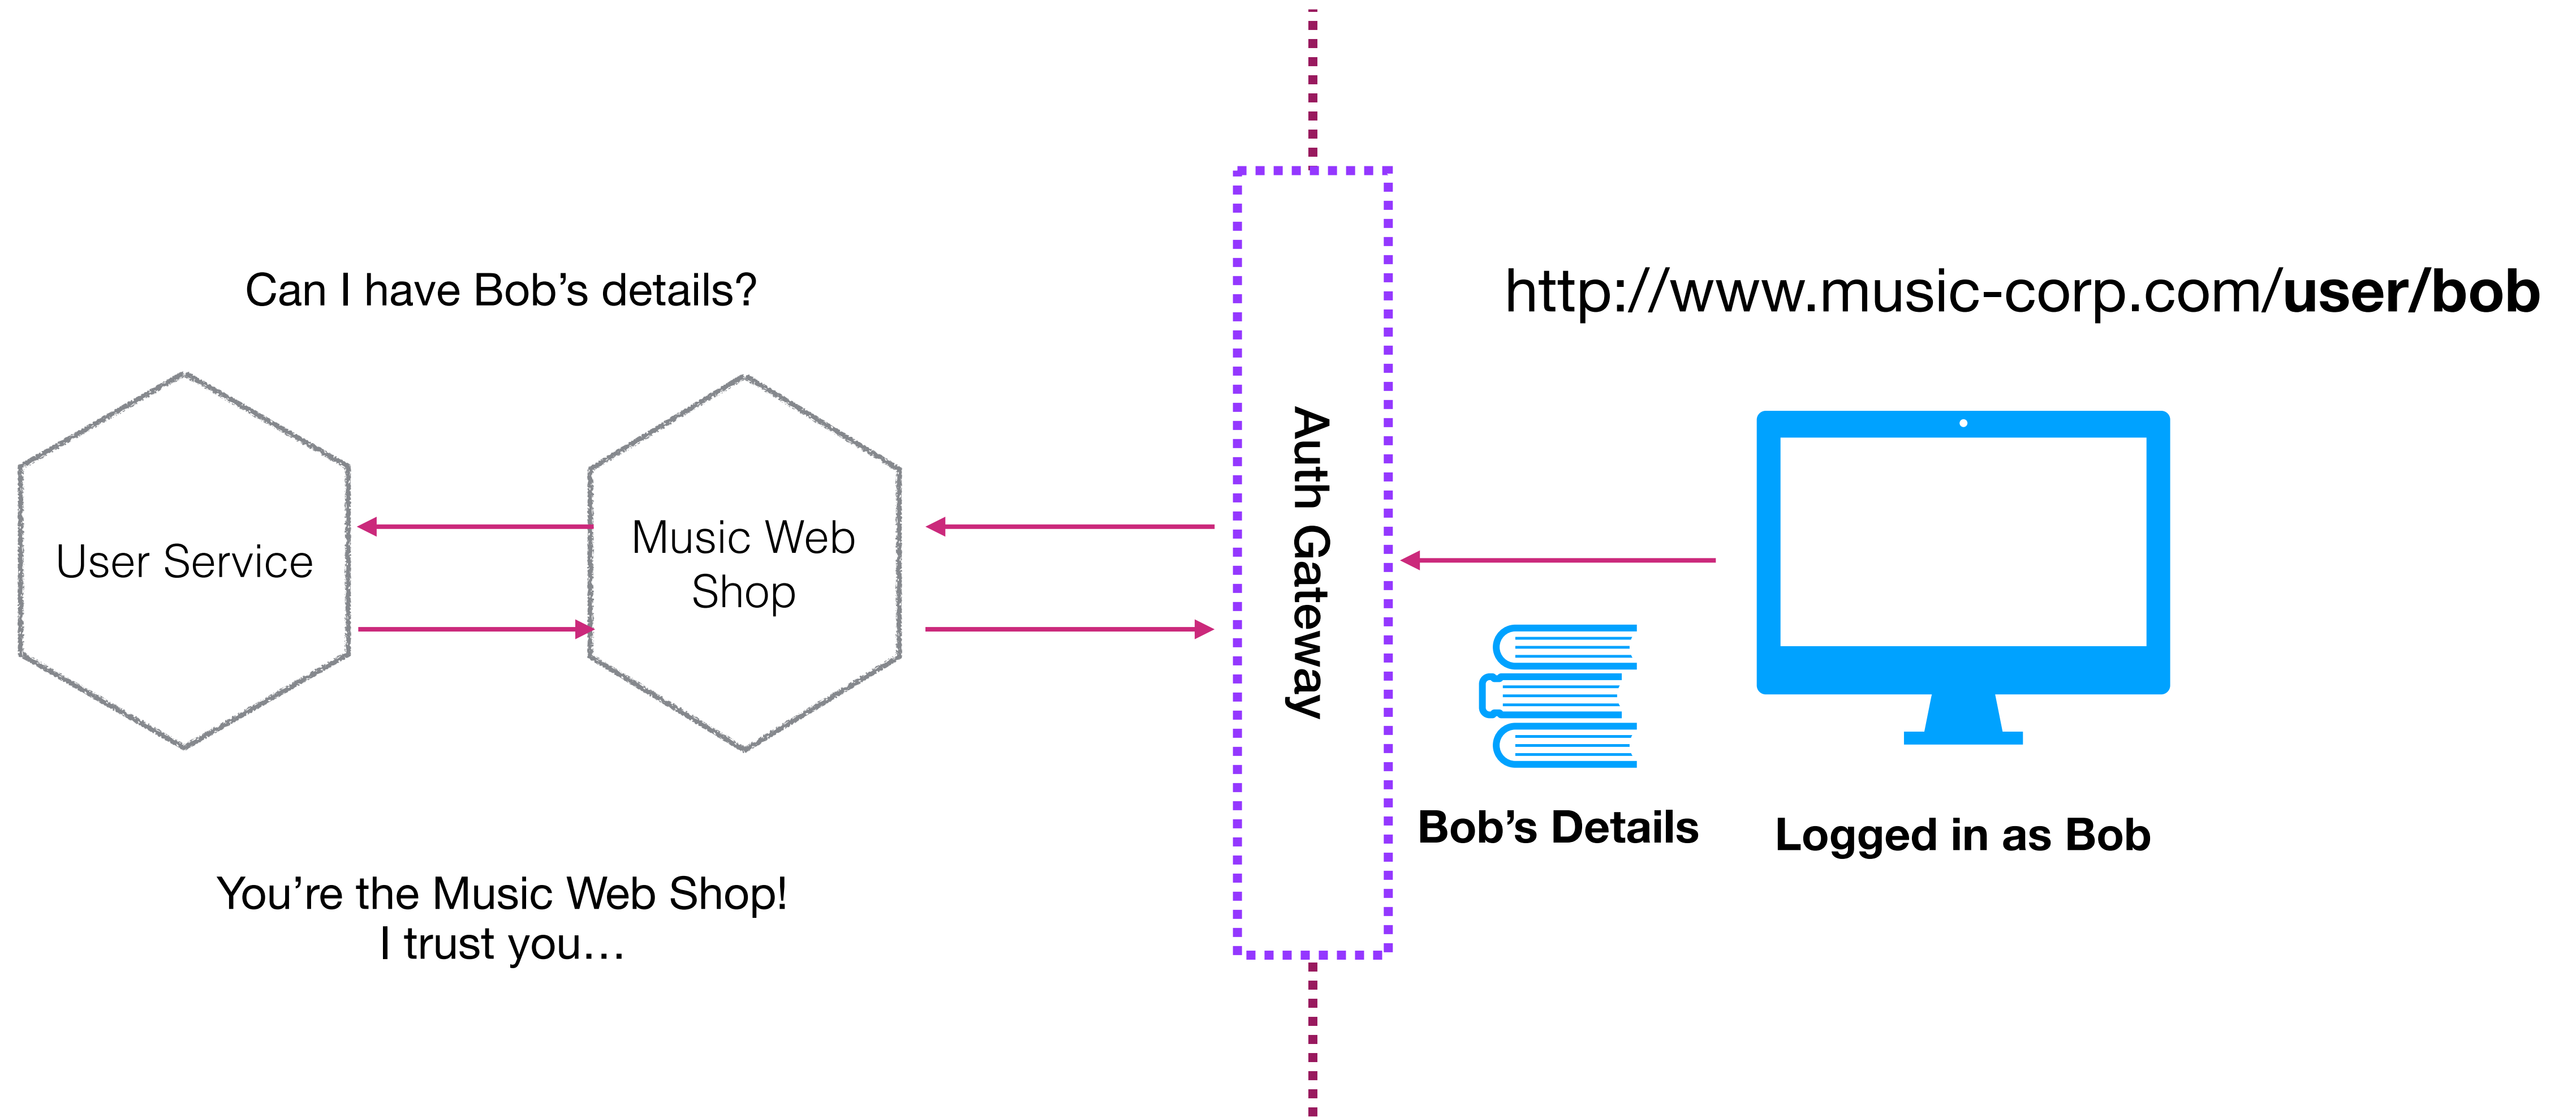 Can I have Bob’s details?
http://www.music-corp.com/user/bob
User Service
Music Web
Shop
Auth Gateway
Bob’s Details
Logged in as Bob
You’re the Music Web Shop!
I trust you…